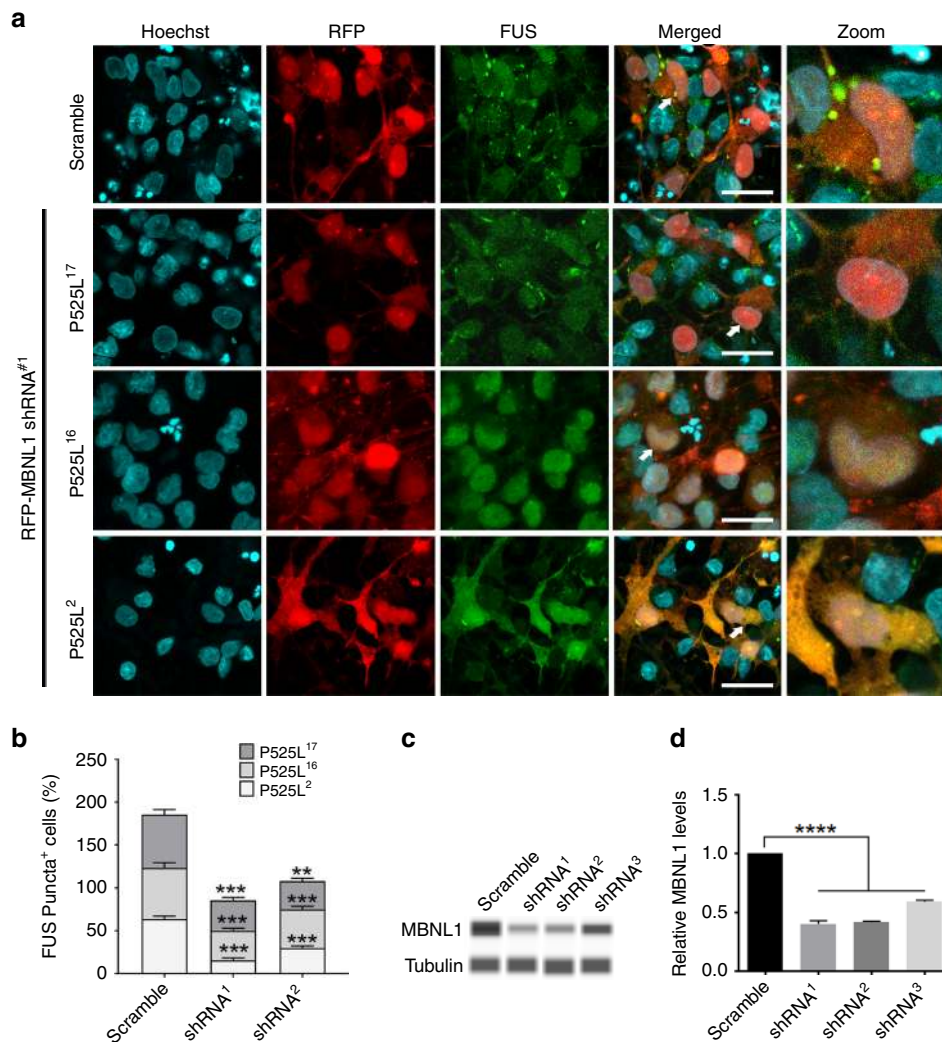 a
Hoechst RFP FUS Merged Zoom
Scramble
RFP-MBNL1 shRNA#1
P525L17
P525L16
P525L2
b
FUS Puncta+ cells (%)
250
200
150
100
50
0
P525L17
P525L16
P525L2
***
***
***
**
***
***
Scramble
shRNA1
shRNA2
c
Scramble
shRNA1
shRNA2
shRNA3
MBNL1
Tubulin
d
Relative MBNL1 levels
1.5
1.0
0.5
0.0
****
Scramble
shRNA1
shRNA2
shRNA3